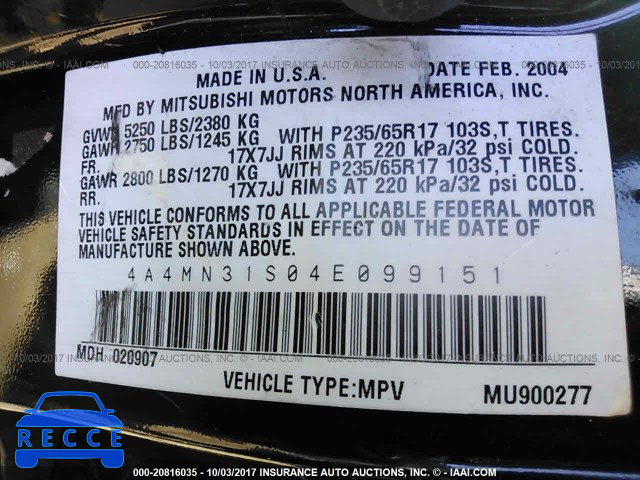 000-20816035 - 10/03/2017 INSURANCE AUTO AUCTIONS, INC. - IAAI.COM
MADE IN U.S.A. DATE FEB. 2004
MFD BY MITSUBISHI MOTORS NORTH AMERICA, INC.
GVWR 5250 LBS/2380 KG
GAWR 2750 LBS/1245 KG WITH P235/65R17 103S,T TIRES.
FR. 17X7JJ RIMS AT 220 kPa/32 psi COLD.
GAWR 2800 LBS/1270 KG WITH P235/65R17 103S,T TIRES.
RR. 17X7JJ RIMS AT 220 kPa/32 psi COLD.
THIS VEHICLE CONFORMS TO ALL APPLICABLE FEDERAL MOTOR
VEHICLE SAFETY STANDARDS IN EFFECT ON THE DATE OF
MANUFACTURE SHOWN ABOVE.
4A4MN31S04E099151
MDH 020907
VEHICLE TYPE:MPV MU900277
RECCE
000-20816035 - 10/03/2017 INSURANCE AUTO AUCTIONS, INC. - IAAI.COM